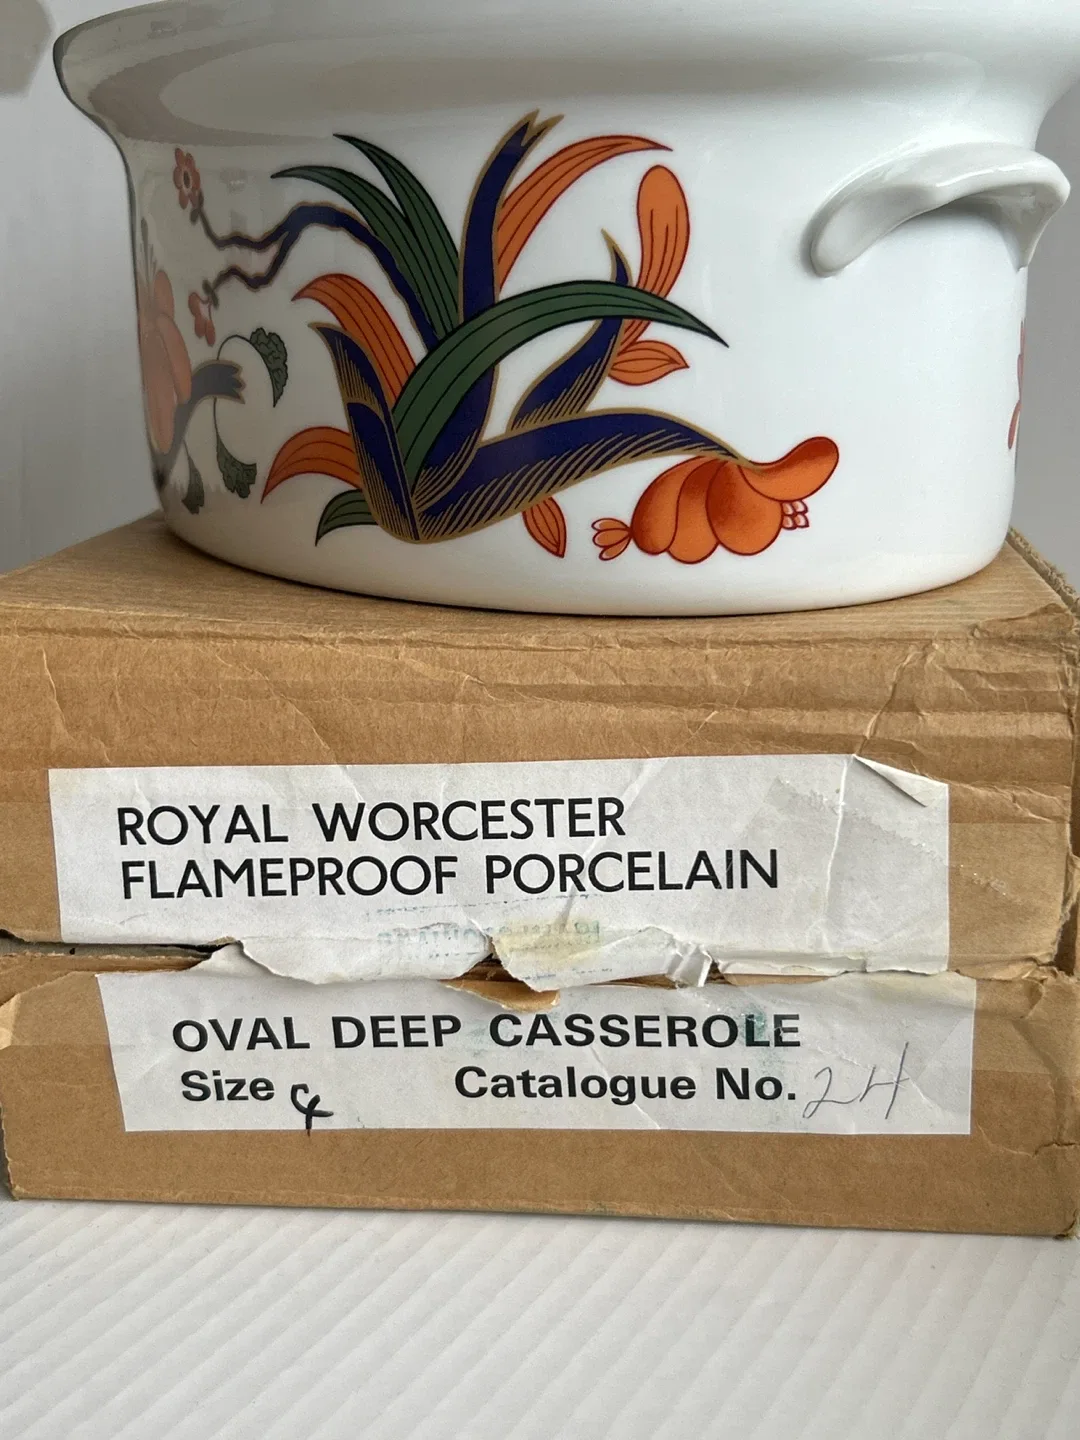 ROYAL WORCESTER
FLAMEPROOF PORCELAIN
OVAL DEEP CASSEROLE
Size 4 Catalogue No. 24